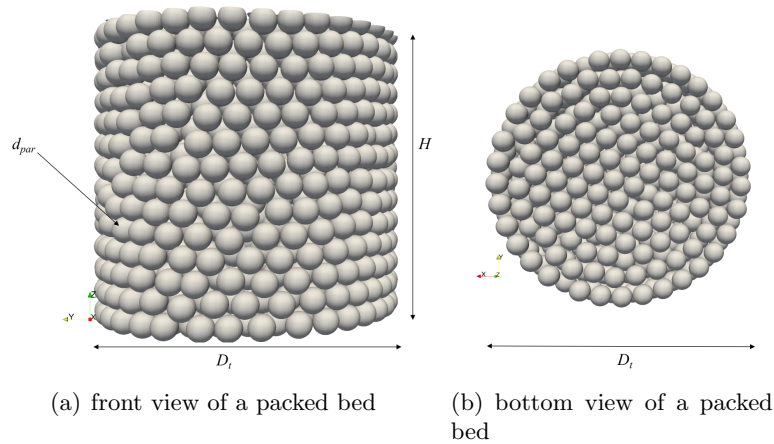 d_par
H
Z
Y
X
D_t
Y
X
Z
D_t
(a) front view of a packed bed
(b) bottom view of a packed
bed